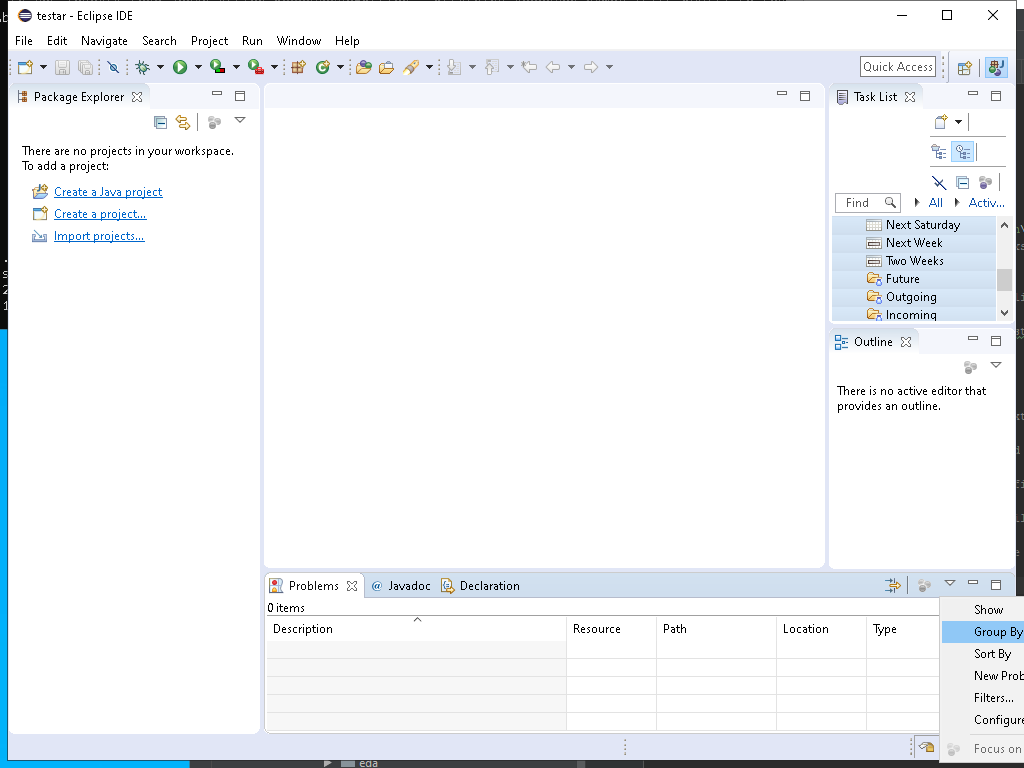 testar - Eclipse IDE
File Edit Navigate Search Project Run Window Help
Quick Access
Package Explorer
There are no projects in your workspace.
To add a project:
Create a Java project
Create a project...
Import projects...
Task List
Find All Activ...
Next Saturday
Next Week
Two Weeks
Future
Outgoing
Incoming
Outline
There is no active editor that
provides an outline.
Problems @ Javadoc Declaration
0 items
Description Resource Path Location Type
Show
Group By
Sort By
New Prob
Filters...
Configure
Focus on
eda